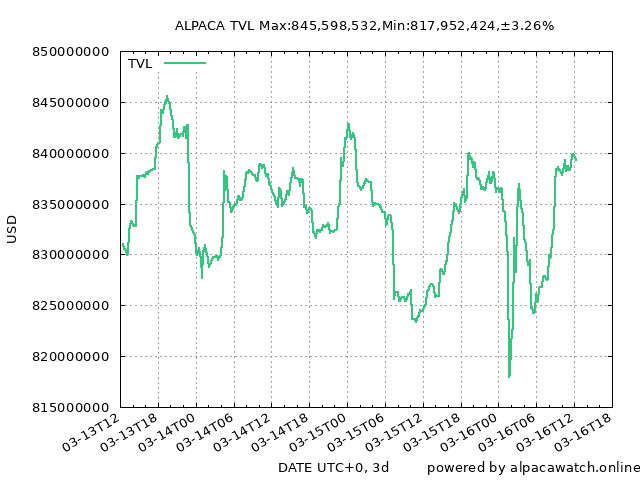 ALPACA TVL Max:845,598,532,Min:817,952,424,±3.26%
850000000
TVL
845000000
840000000
835000000
USD
830000000
825000000
820000000
815000000
03-13T12 03-13T18 03-14T00 03-14T06 03-14T12 03-14T18 03-15T00 03-15T06 03-15T12 03-15T18 03-16T00 03-16T06 03-16T12 03-16T18
DATE UTC+0, 3d powered by alpacawatch.online